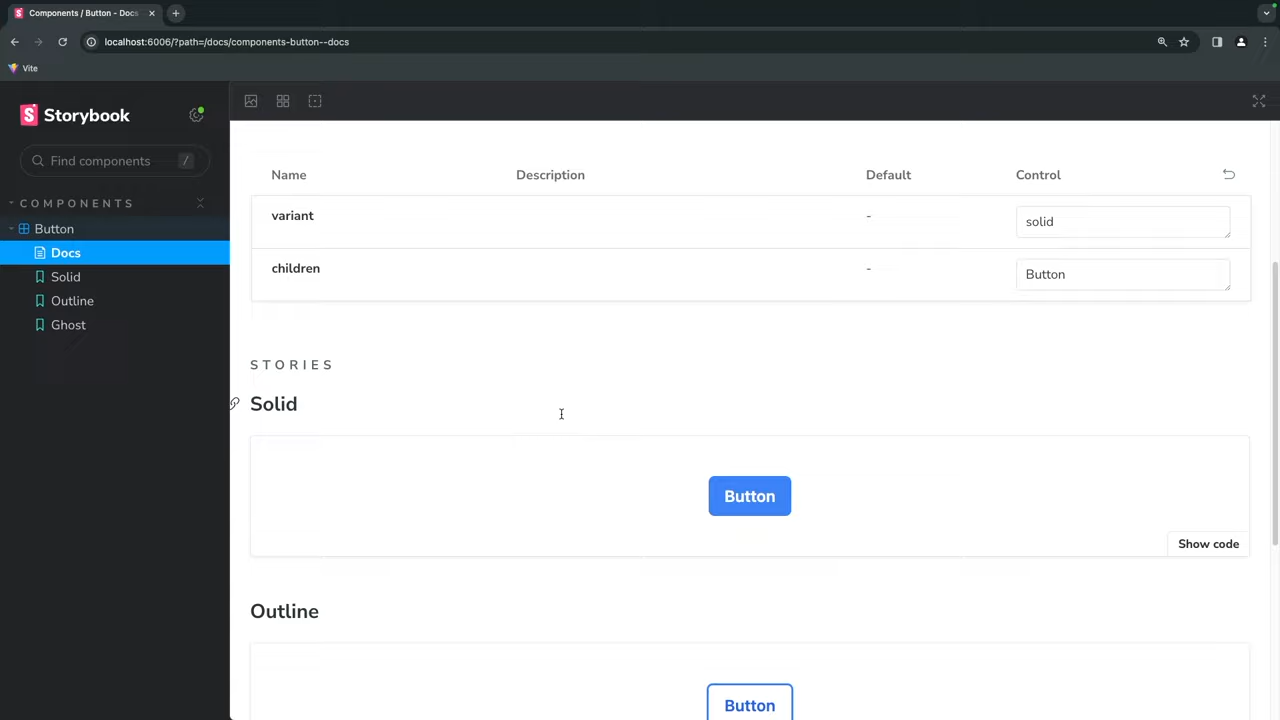 Components / Button - Docs
localhost:6006/?path=/docs/components-button--docs
Vite
Storybook
Find components /
COMPONENTS
Button
Docs
Solid
Outline
Ghost
Name Description Default Control
variant - solid
children - Button
STORIES
Solid
Button
Show code
Outline
Button